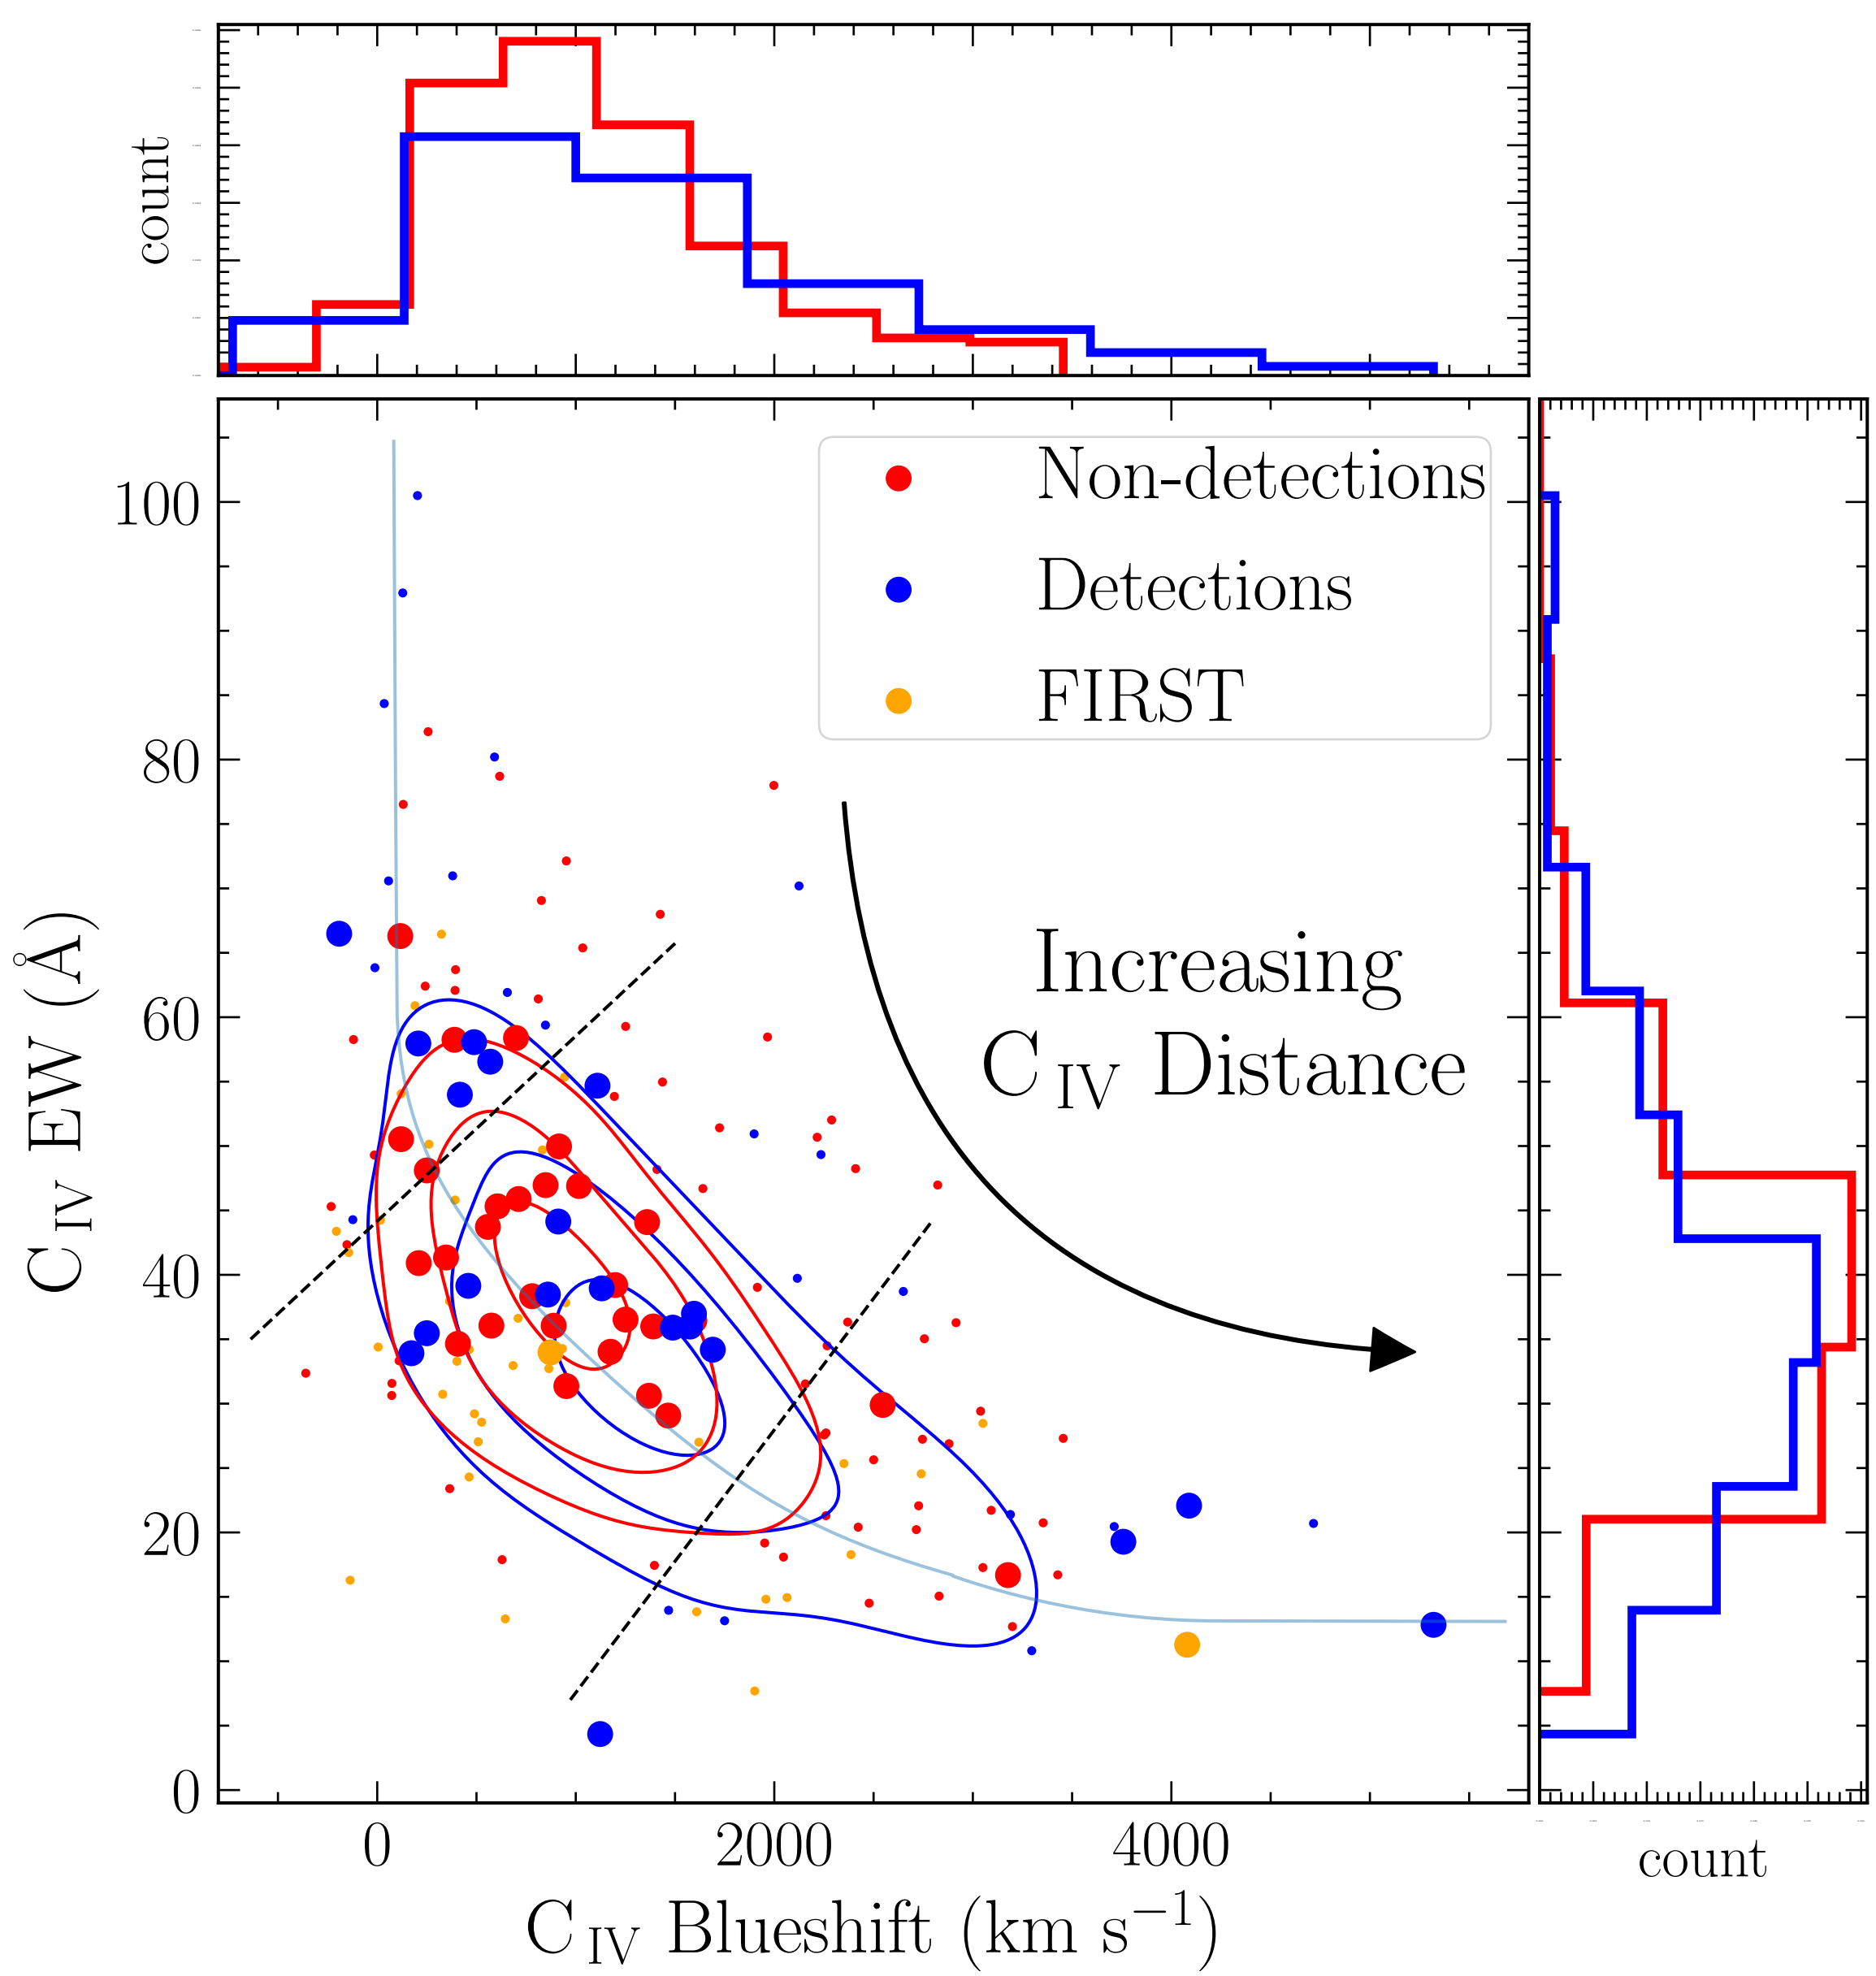 count
100
80
60
40
20
0
C IV EW (Å)
Non-detections
Detections
FIRST
Increasing
C IV Distance
0 2000 4000
C IV Blueshift (km s⁻¹)
count